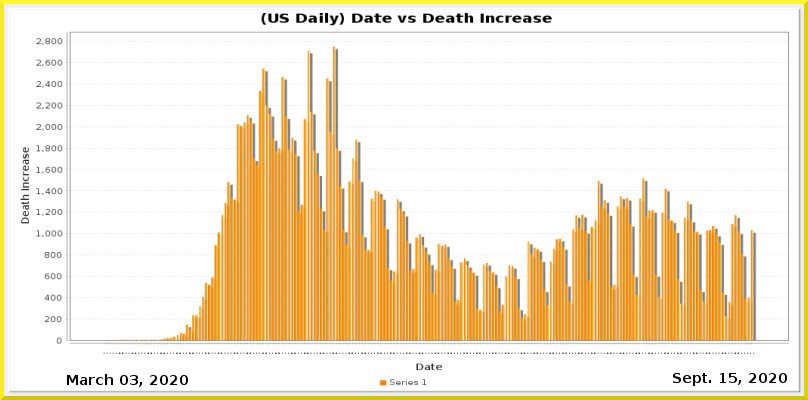 (US Daily) Date vs Death Increase
2,800
2,600
2,400
2,200
2,000
1,800
1,600
1,400
1,200
1,000
800
600
400
200
0
Death Increase
Date
March 03, 2020
Sept. 15, 2020
Series 1